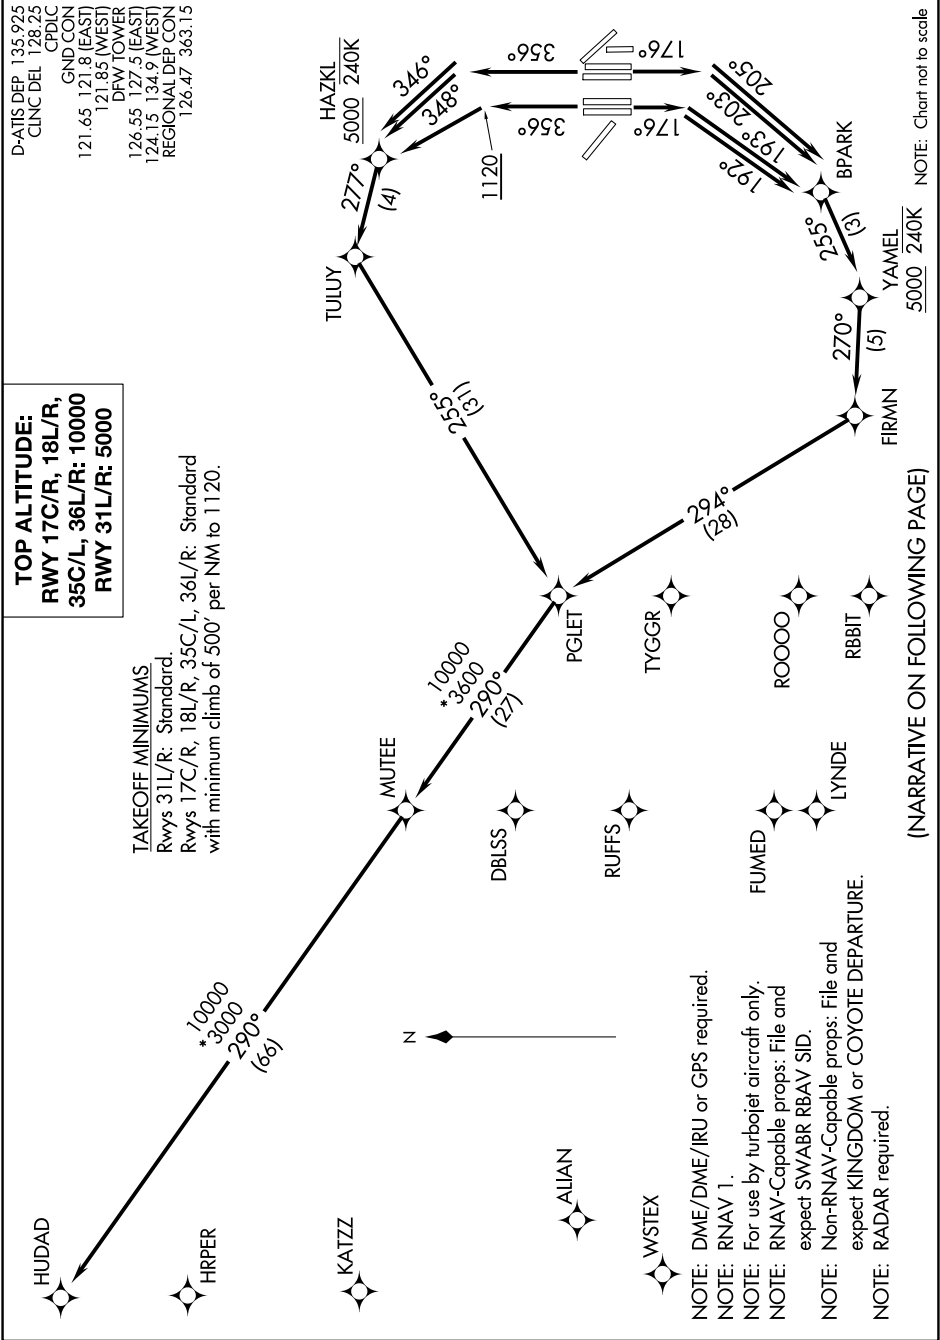 D-ATIS DEP 135.925
CLNC DEL 128.25
CPDLC
GND CON
121.65 121.8 (EAST)
121.85 (WEST)
DFW TOWER
126.55 127.5 (EAST)
124.15 134.9 (WEST)
REGIONAL DEP CON
126.47 363.15
TOP ALTITUDE:
RWY 17C/R, 18L/R,
35C/L, 36L/R: 10000
RWY 31L/R: 5000
TAKEOFF MINIMUMS
Rwys 31L/R: Standard.
Rwys 17C/R, 18L/R, 35C/L, 36L/R: Standard
with minimum climb of 500' per NM to 1120.
HAZKL
5000 240K
346°
348°
356°
356°
1120
277°
(4)
TULUY
255°
(31)
176°
176°
205°
203°
193°
192°
BPARK
255°
(3)
YAMEL
5000 240K
270°
(5)
FIRMN
294°
(28)
PGLET
TYGGR
ROOOO
RBBIT
10000
*3600
290°
(27)
MUTEE
DBLSS
RUFFS
FUMED
LYNDE
10000
*3000
290°
(66)
N
HUDAD
HRPER
KATZZ
ALIAN
WSTEX
NOTE: DME/DME/IRU or GPS required.
NOTE: RNAV 1.
NOTE: For use by turbojet aircraft only.
NOTE: RNAV-Capable props: File and
expect SWABR RBAV SID.
NOTE: Non-RNAV-Capable props: File and
expect KINGDOM or COYOTE DEPARTURE.
NOTE: RADAR required.
(NARRATIVE ON FOLLOWING PAGE)
NOTE: Chart not to scale